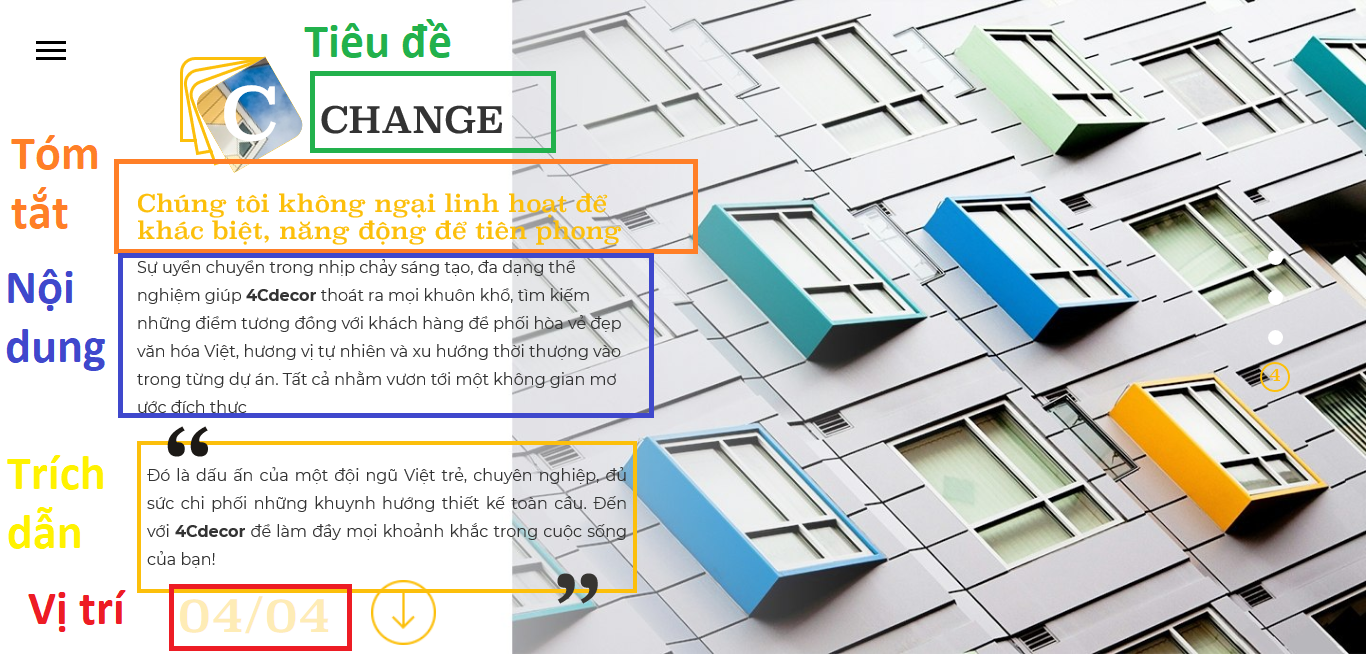 Tiêu đề
C
CHANGE
Tóm
tắt
Chúng tôi không ngại linh hoạt để
khác biệt, năng động để tiên phong
Nội
dung
Sự uyển chuyển trong nhịp chảy sáng tạo, đa dạng thể
nghiệm giúp 4Cdecor thoát ra mọi khuôn khổ, tìm kiếm
những điểm tương đồng với khách hàng để phối hòa vẻ đẹp
văn hóa Việt, hương vị tự nhiên và xu hướng thời thượng vào
trong từng dự án. Tất cả nhằm vươn tới một không gian mơ
ước đích thực
Trích
dẫn
“
Đó là dấu ấn của một đội ngũ Việt trẻ, chuyên nghiệp, đủ
sức chi phối những khuynh hướng thiết kế toàn cầu. Đến
với 4Cdecor để làm đầy mọi khoảnh khắc trong cuộc sống
của bạn!
”
Vị trí
04/04
4